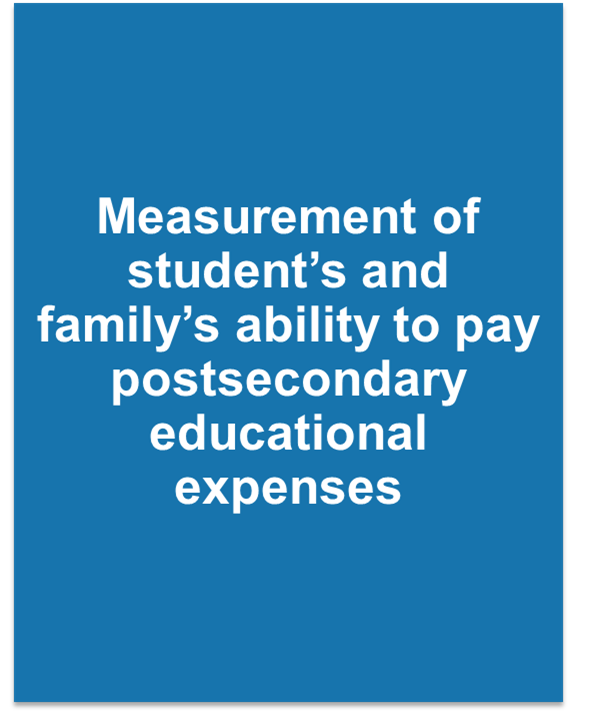 Measurement of
student’s and
family’s ability to pay
postsecondary
educational
expenses